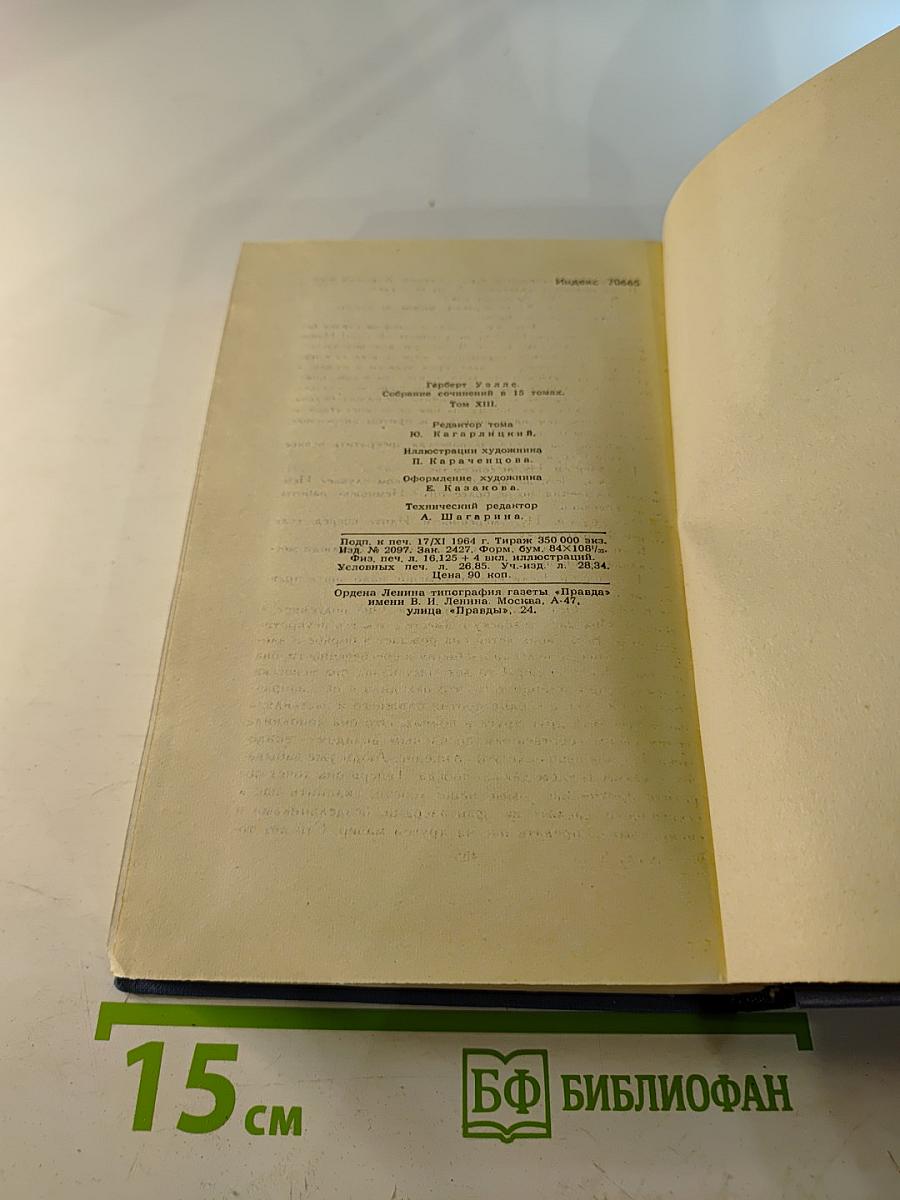 Индекс 70665
Герберт Уэллс.
Собрание сочинений в 15 томах.
Том XIII.
Редактор тома
Ю. Кагарлицкий.
Иллюстрации художника
П. Караченцова.
Оформление художника
Е. Казакова.
Технический редактор
А. Шагарина.
Подп. к печ. 17/XI 1964 г. Тираж 350 000 экз.
Изд. № 2097. Зак. 2427. Форм. бум. 84×108¹/₃₂.
Физ. печ. л. 16,125 + 4 вкл. иллюстраций.
Условных печ. л. 26,85. Уч.-изд. л. 28,34.
Цена 90 коп.
Ордена Ленина типография газеты «Правда»
имени В. И. Ленина. Москва, А-47,
улица «Правды», 24.
15 см
БФ БИБЛИОФАН